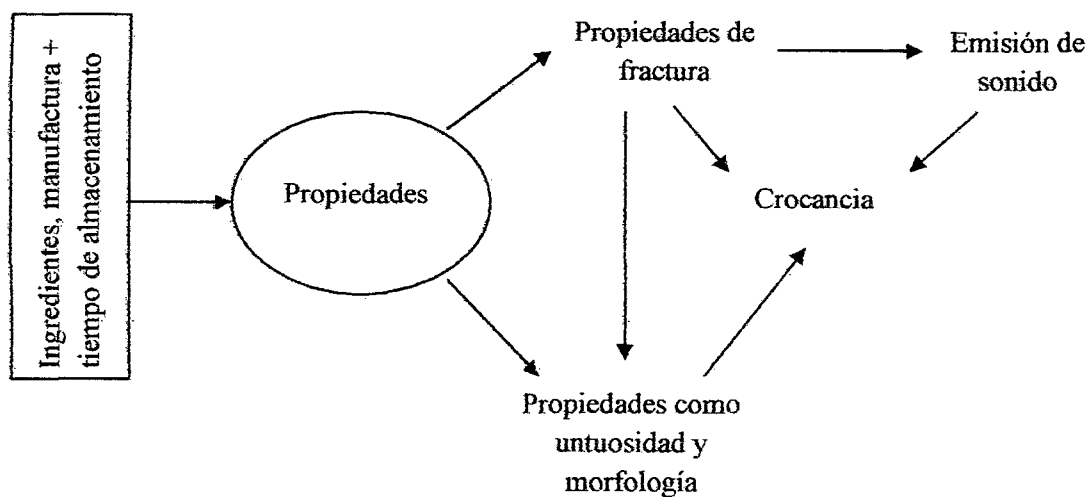 Ingredientes, manufactura +
tiempo de almacenamiento
Propiedades
Propiedades de
fractura
Emisión de
sonido
Crocancia
Propiedades como
untuosidad y
morfología